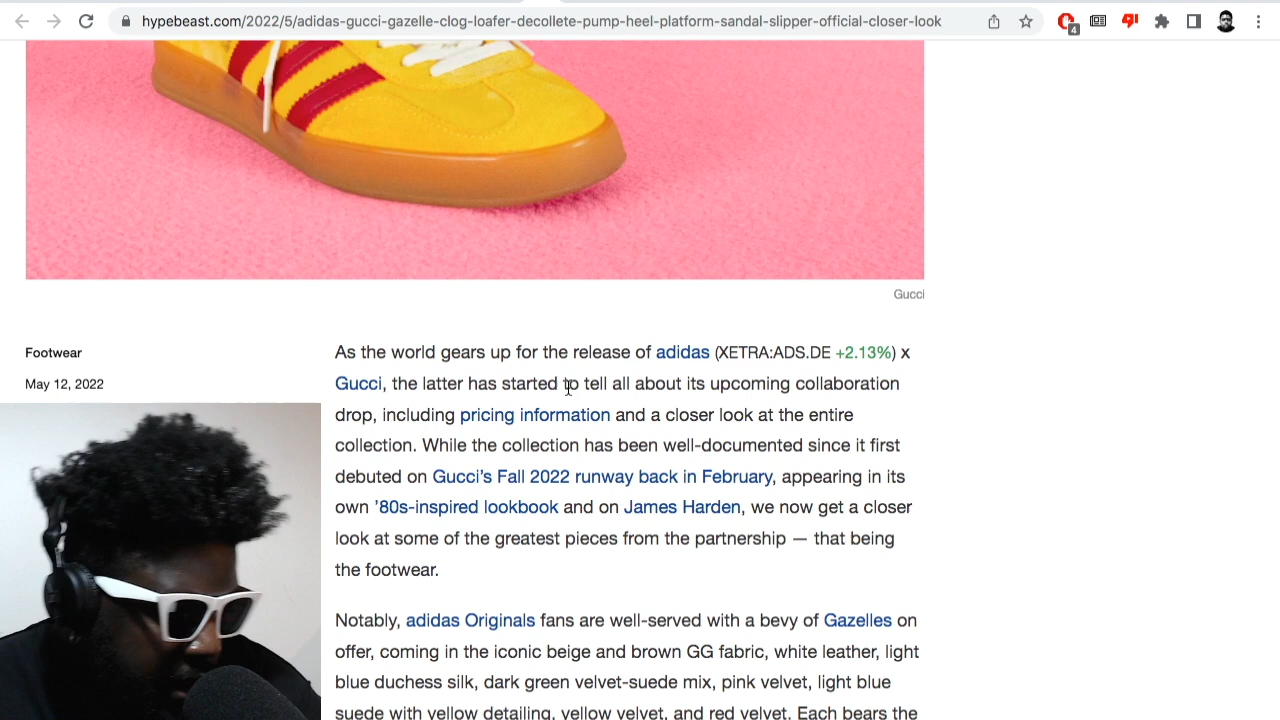 hypebeast.com/2022/5/adidas-gucci-gazelle-clog-loafer-decollete-pump-heel-platform-sandal-slipper-official-closer-look
4
Gucci
Footwear
May 12, 2022
As the world gears up for the release of adidas (XETRA:ADS.DE +2.13%) x
Gucci, the latter has started to tell all about its upcoming collaboration
drop, including pricing information and a closer look at the entire
collection. While the collection has been well-documented since it first
debuted on Gucci's Fall 2022 runway back in February, appearing in its
own '80s-inspired lookbook and on James Harden, we now get a closer
look at some of the greatest pieces from the partnership — that being
the footwear.
Notably, adidas Originals fans are well-served with a bevy of Gazelles on
offer, coming in the iconic beige and brown GG fabric, white leather, light
blue duchess silk, dark green velvet-suede mix, pink velvet, light blue
suede with yellow detailing, yellow velvet, and red velvet. Each bears the